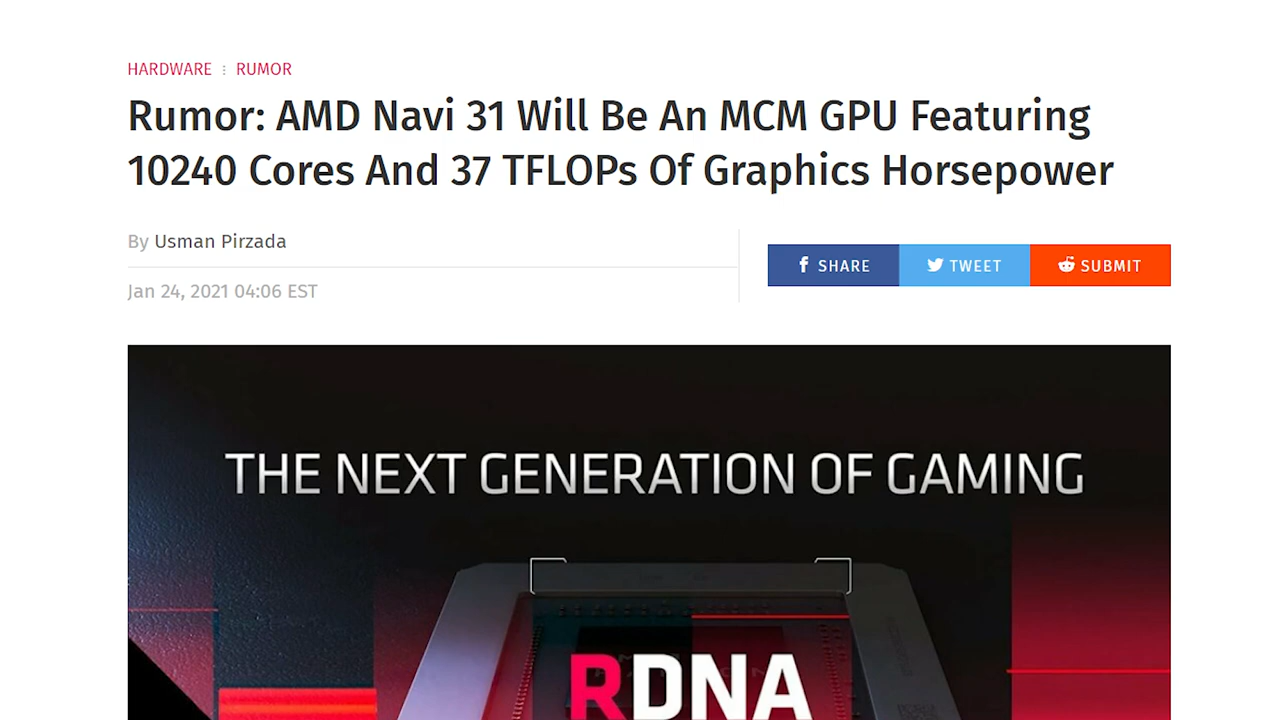 HARDWARE RUMOR
Rumor: AMD Navi 31 Will Be An MCM GPU Featuring
10240 Cores And 37 TFLOPs Of Graphics Horsepower
By Usman Pirzada
Jan 24, 2021 04:06 EST
SHARE TWEET SUBMIT
THE NEXT GENERATION OF GAMING
RDNA